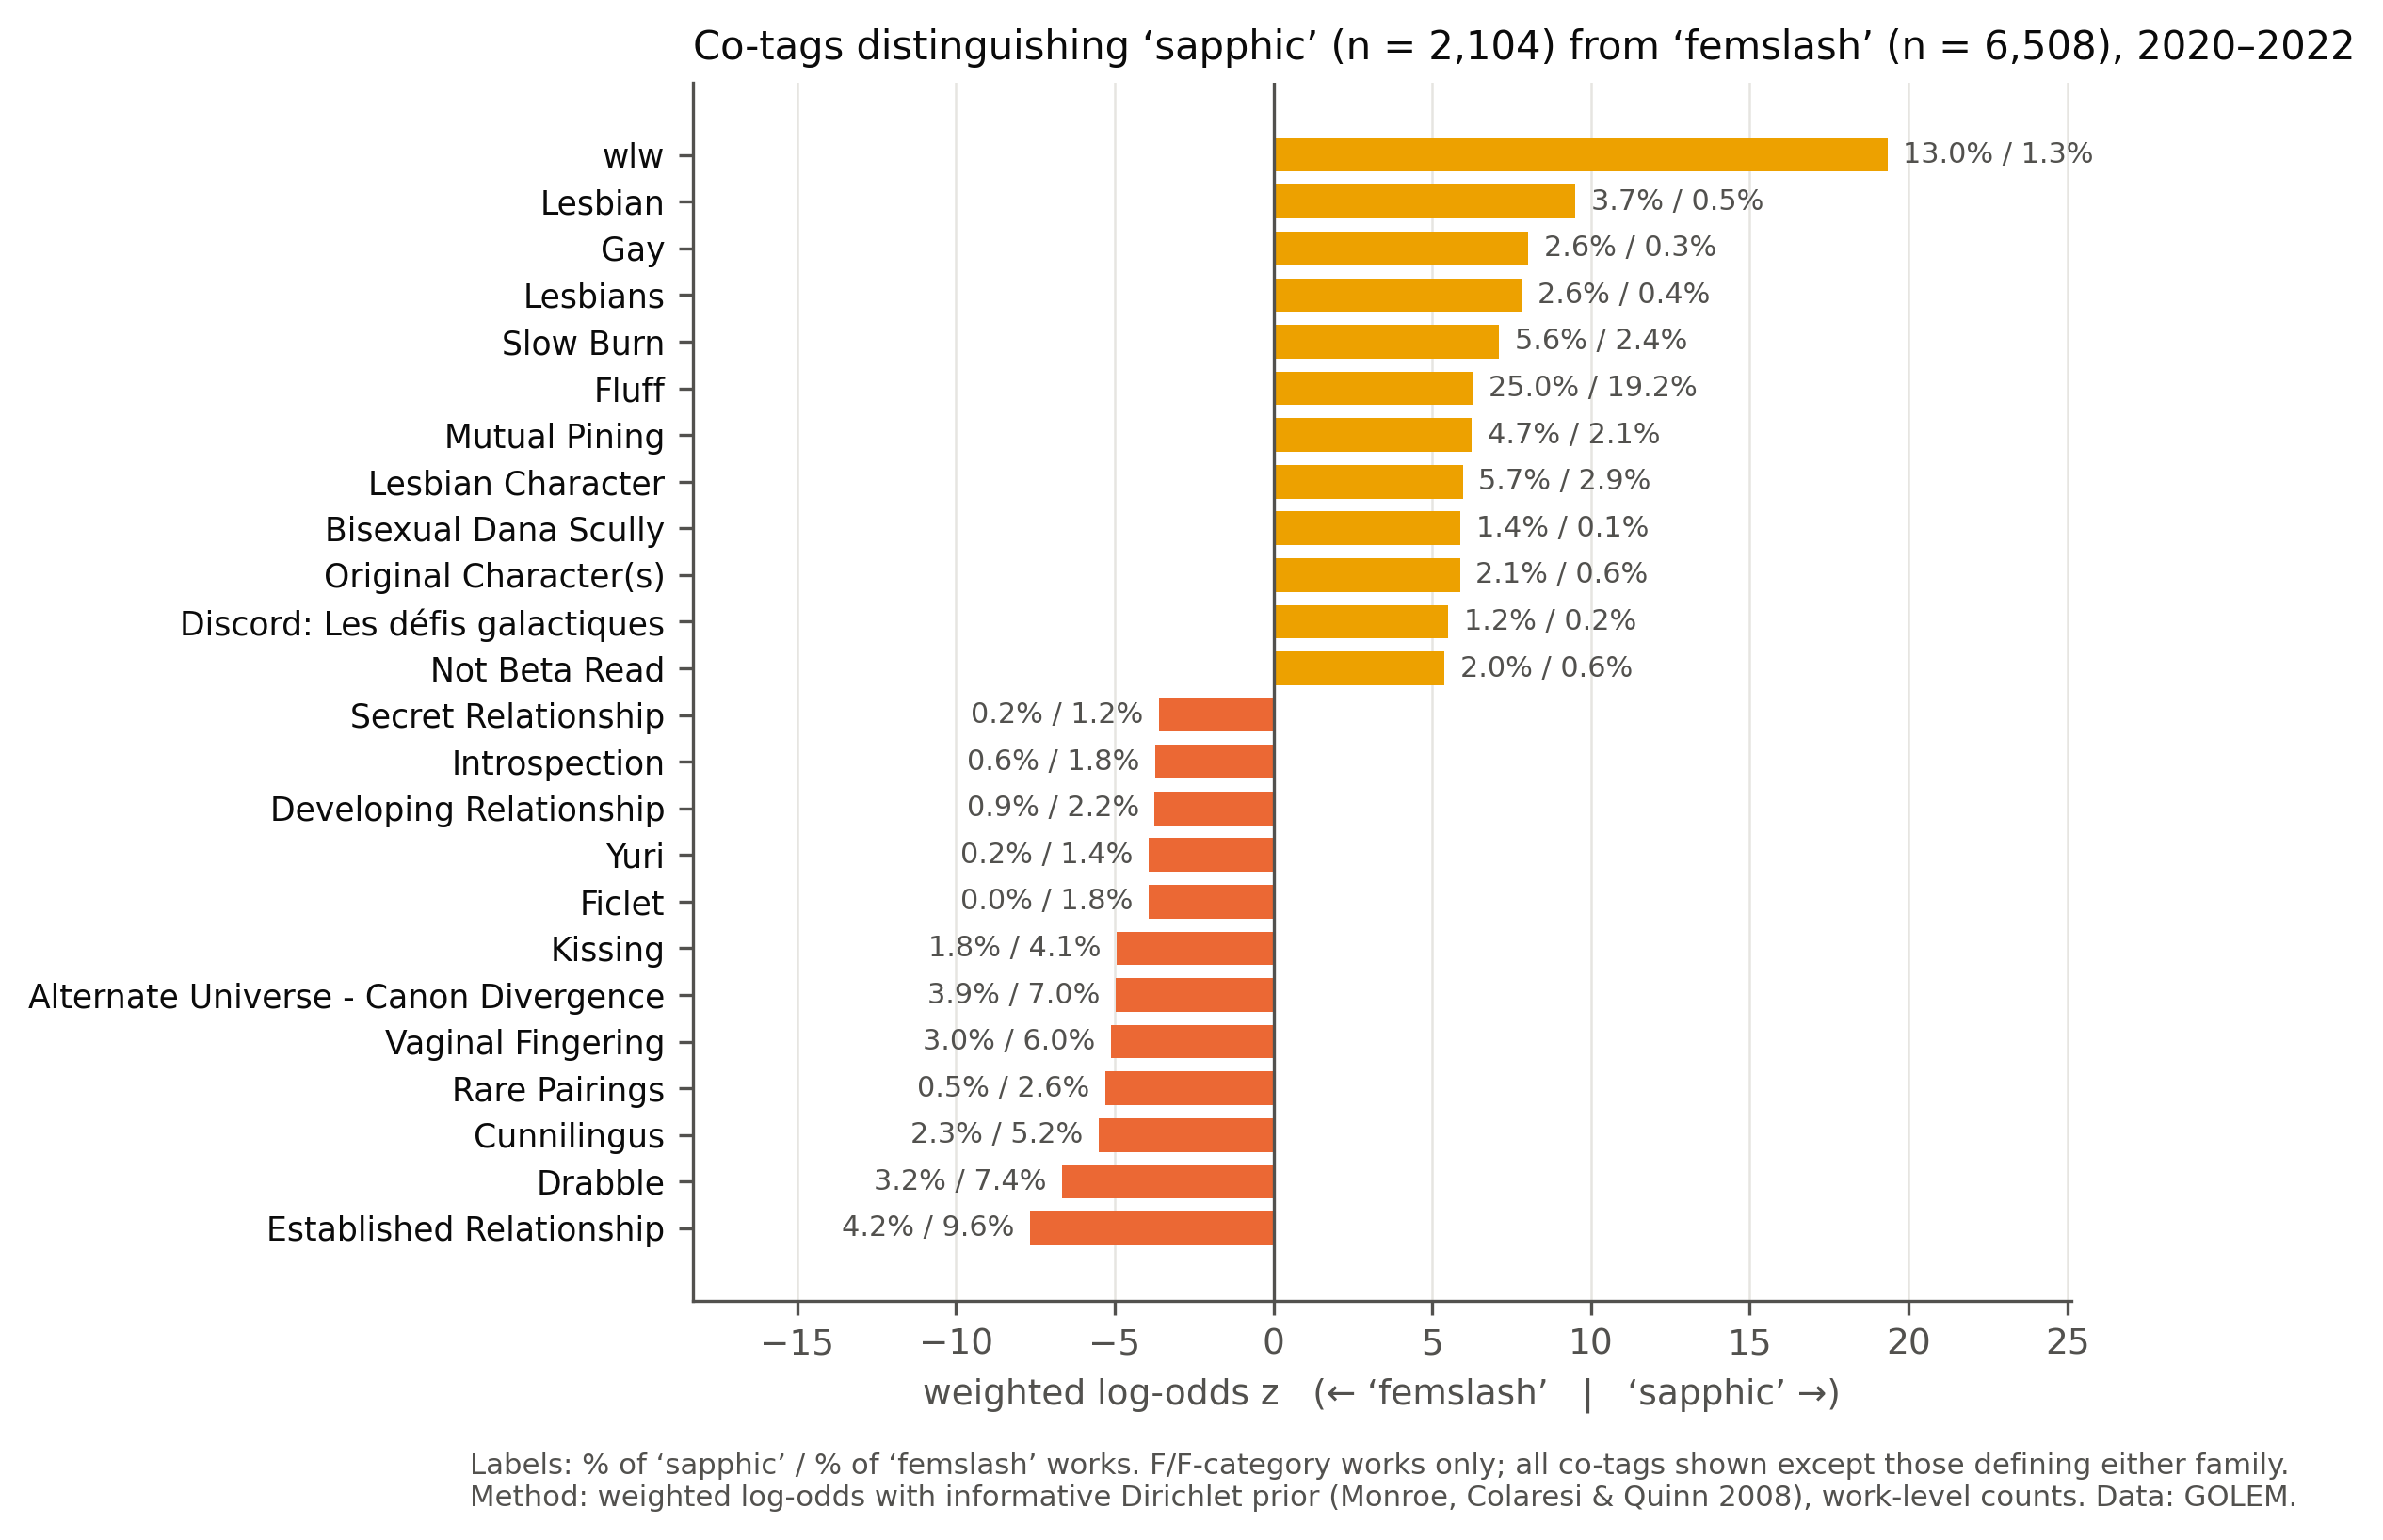 Co-tags distinguishing ‘sapphic’ (n = 2,104) from ‘femslash’ (n = 6,508), 2020–2022
wlw 13.0% / 1.3%
Lesbian 3.7% / 0.5%
Gay 2.6% / 0.3%
Lesbians 2.6% / 0.4%
Slow Burn 5.6% / 2.4%
Fluff 25.0% / 19.2%
Mutual Pining 4.7% / 2.1%
Lesbian Character 5.7% / 2.9%
Bisexual Dana Scully 1.4% / 0.1%
Original Character(s) 2.1% / 0.6%
Discord: Les défis galactiques 1.2% / 0.2%
Not Beta Read 2.0% / 0.6%
Secret Relationship 0.2% / 1.2%
Introspection 0.6% / 1.8%
Developing Relationship 0.9% / 2.2%
Yuri 0.2% / 1.4%
Ficlet 0.0% / 1.8%
Kissing 1.8% / 4.1%
Alternate Universe - Canon Divergence 3.9% / 7.0%
Vaginal Fingering 3.0% / 6.0%
Rare Pairings 0.5% / 2.6%
Cunnilingus 2.3% / 5.2%
Drabble 3.2% / 7.4%
Established Relationship 4.2% / 9.6%
−15 −10 −5 0 5 10 15 20 25
weighted log-odds z (← ‘femslash’ | ‘sapphic’ →)
Labels: % of ‘sapphic’ / % of ‘femslash’ works. F/F-category works only; all co-tags shown except those defining either family.
Method: weighted log-odds with informative Dirichlet prior (Monroe, Colaresi & Quinn 2008), work-level counts. Data: GOLEM.